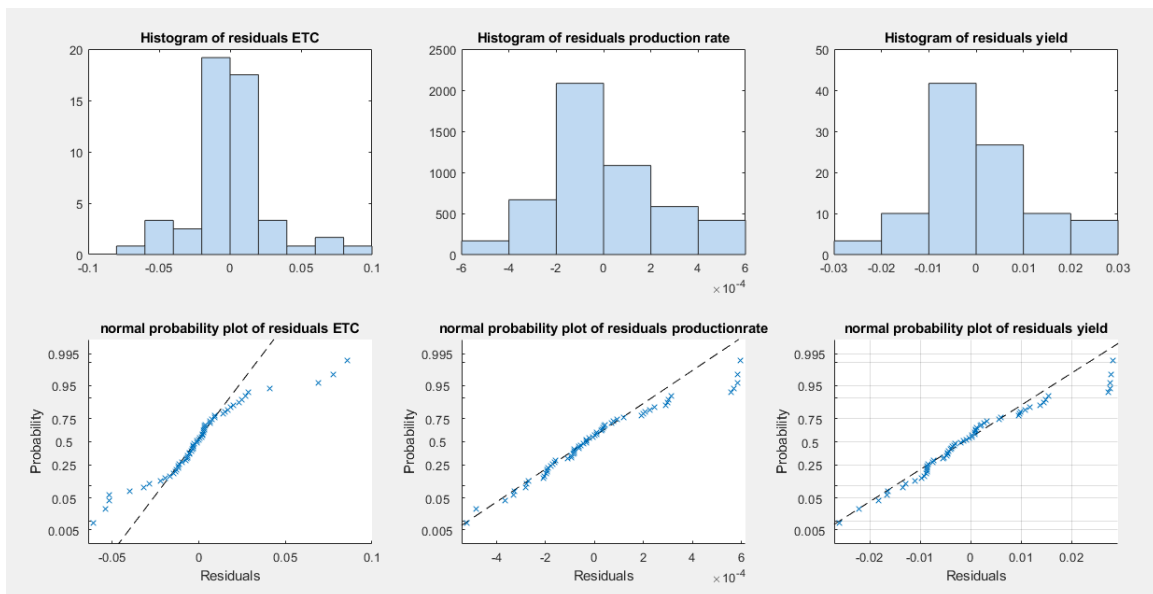 Histogram of residuals ETC
20
15
10
5
0
-0.1 -0.05 0 0.05 0.1
Histogram of residuals production rate
2500
2000
1500
1000
500
0
-6 -4 -2 0 2 4 6
×10⁻⁴
Histogram of residuals yield
50
40
30
20
10
0
-0.03 -0.02 -0.01 0 0.01 0.02 0.03
normal probability plot of residuals ETC
Probability
0.995
0.95
0.75
0.5
0.25
0.05
0.005
-0.05 0 0.05 0.1
Residuals
normal probability plot of residuals productionrate
Probability
0.995
0.95
0.75
0.5
0.25
0.05
0.005
-4 -2 0 2 4 6
Residuals
×10⁻⁴
normal probability plot of residuals yield
Probability
0.995
0.95
0.75
0.5
0.25
0.05
0.005
-0.02 -0.01 0 0.01 0.02
Residuals